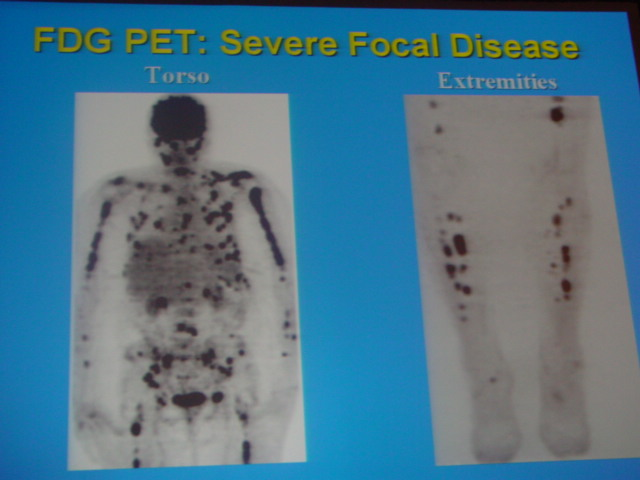 FDG PET: Severe Focal Disease
Torso
Extremities